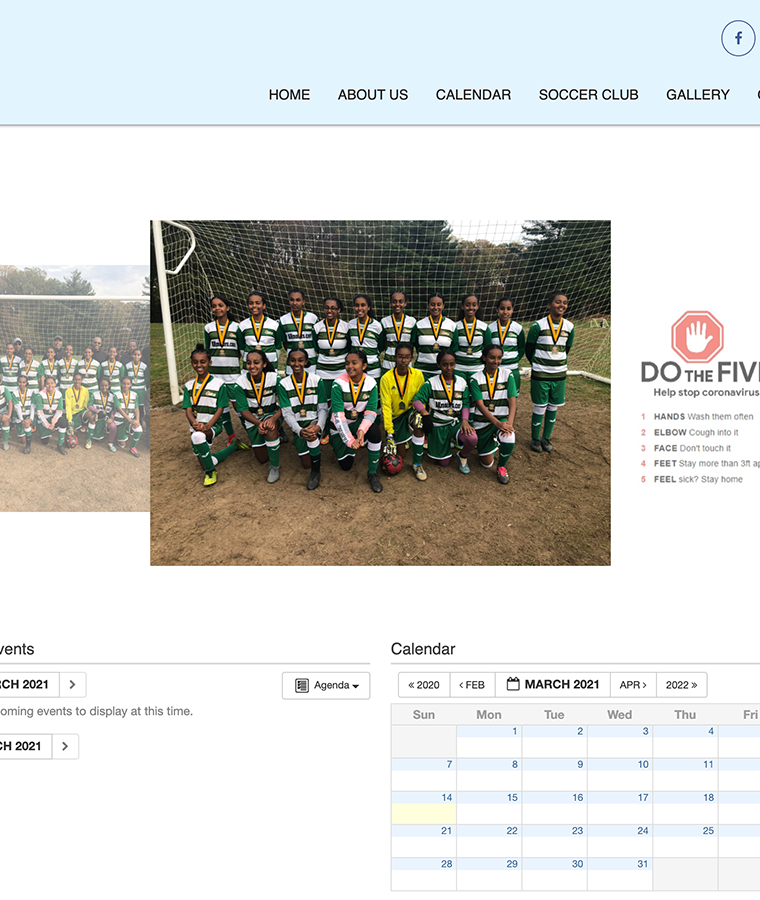 HOME ABOUT US CALENDAR SOCCER CLUB GALLERY
DO THE FIVE
Help stop coronavirus
1 HANDS Wash them often
2 ELBOW Cough into it
3 FACE Don't touch it
4 FEET Stay more than 3ft ap
5 FEEL sick? Stay home
vents
Calendar
RCH 2021
Agenda
oming events to display at this time.
CH 2021
« 2020 ‹ FEB MARCH 2021 APR › 2022 »
Sun Mon Tue Wed Thu Fri
1 2 3 4
7 8 9 10 11
14 15 16 17 18
21 22 23 24 25
28 29 30 31